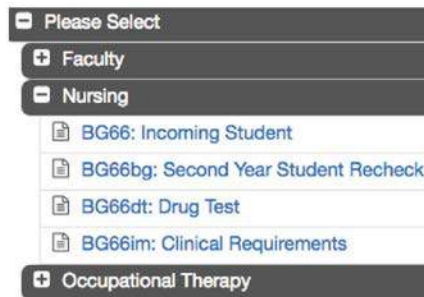 Please Select
Faculty
Nursing
BG66: Incoming Student
BG66bg: Second Year Student Recheck
BG66dt: Drug Test
BG66im: Clinical Requirements
Occupational Therapy